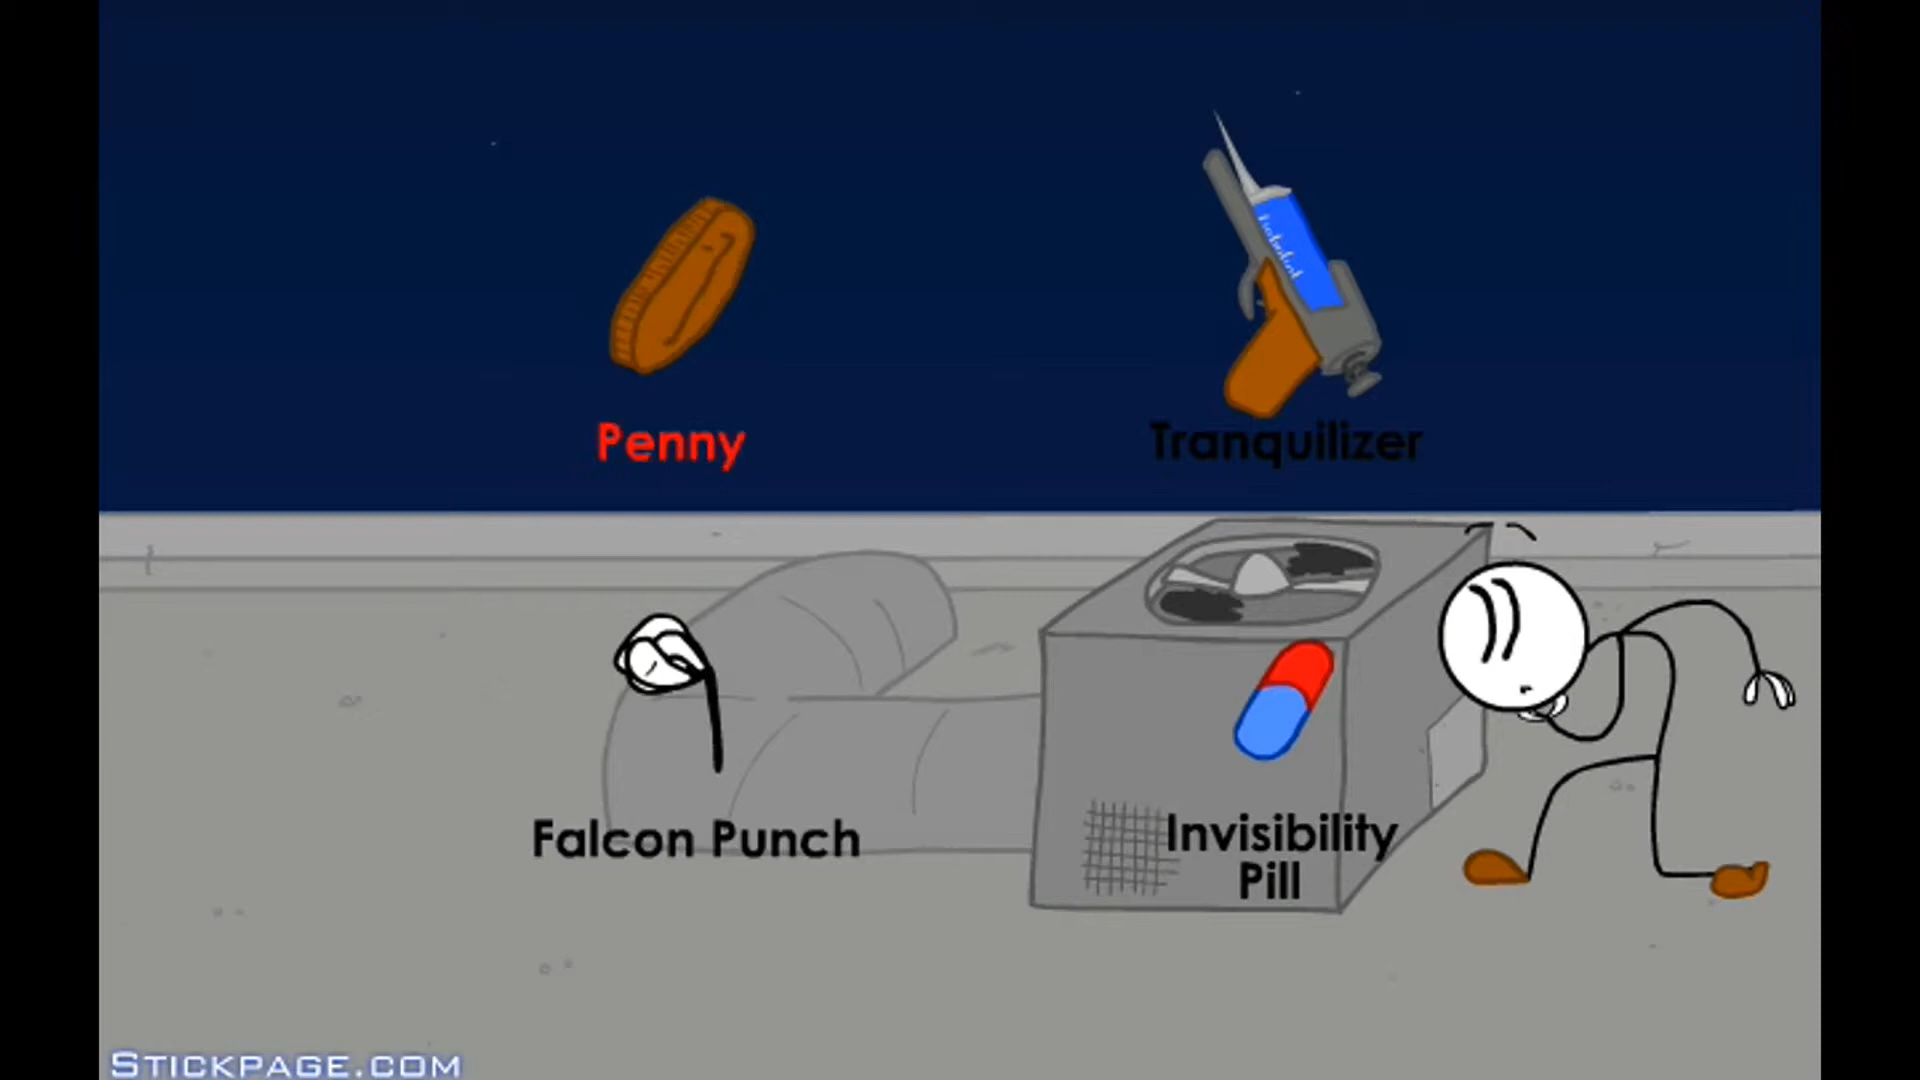 Penny
Tranquilizer
Falcon Punch
Invisibility
Pill
STICKPAGE.COM